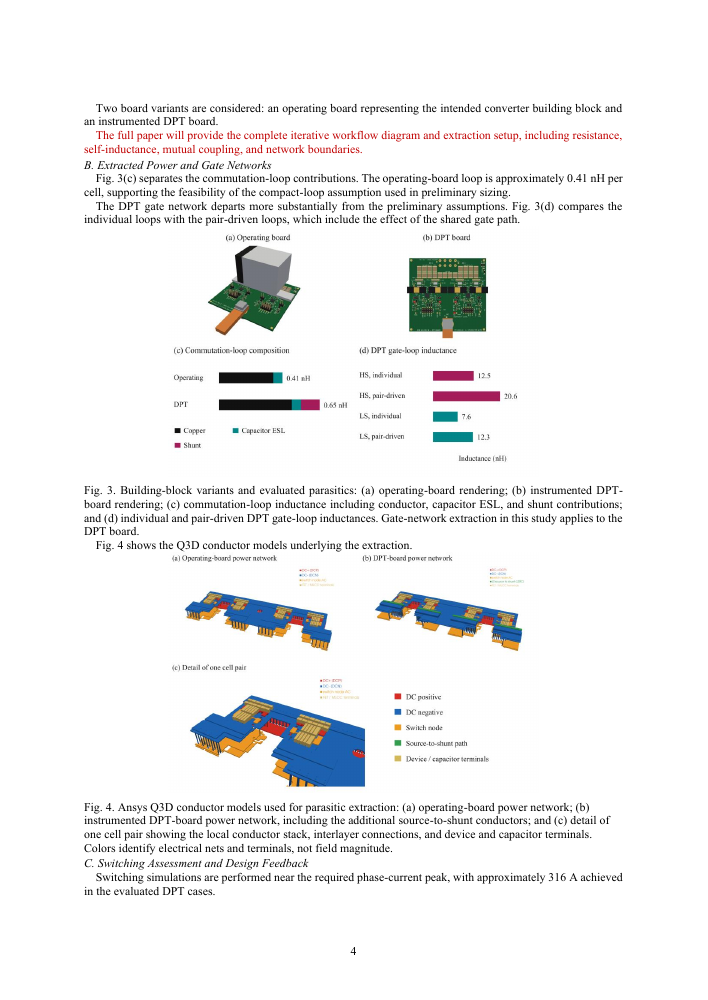 Two board variants are considered: an operating board representing the intended converter building block and
an instrumented DPT board.
The full paper will provide the complete iterative workflow diagram and extraction setup, including resistance,
self-inductance, mutual coupling, and network boundaries.
B. Extracted Power and Gate Networks
Fig. 3(c) separates the commutation-loop contributions. The operating-board loop is approximately 0.41 nH per
cell, supporting the feasibility of the compact-loop assumption used in preliminary sizing.
The DPT gate network departs more substantially from the preliminary assumptions. Fig. 3(d) compares the
individual loops with the pair-driven loops, which include the effect of the shared gate path.
(a) Operating board
(b) DPT board
(c) Commutation-loop composition
Operating
0.41 nH
DPT
0.65 nH
Copper
Capacitor ESL
Shunt
(d) DPT gate-loop inductance
HS, individual
12.5
HS, pair-driven
20.6
LS, individual
7.6
LS, pair-driven
12.3
Inductance (nH)
Fig. 3. Building-block variants and evaluated parasitics: (a) operating-board rendering; (b) instrumented DPT-
board rendering; (c) commutation-loop inductance including conductor, capacitor ESL, and shunt contributions;
and (d) individual and pair-driven DPT gate-loop inductances. Gate-network extraction in this study applies to the
DPT board.
Fig. 4 shows the Q3D conductor models underlying the extraction.
(a) Operating-board power network
(b) DPT-board power network
(c) Detail of one cell pair
DC positive
DC negative
Switch node
Source-to-shunt path
Device / capacitor terminals
Fig. 4. Ansys Q3D conductor models used for parasitic extraction: (a) operating-board power network; (b)
instrumented DPT-board power network, including the additional source-to-shunt conductors; and (c) detail of
one cell pair showing the local conductor stack, interlayer connections, and device and capacitor terminals.
Colors identify electrical nets and terminals, not field magnitude.
C. Switching Assessment and Design Feedback
Switching simulations are performed near the required phase-current peak, with approximately 316 A achieved
in the evaluated DPT cases.
4